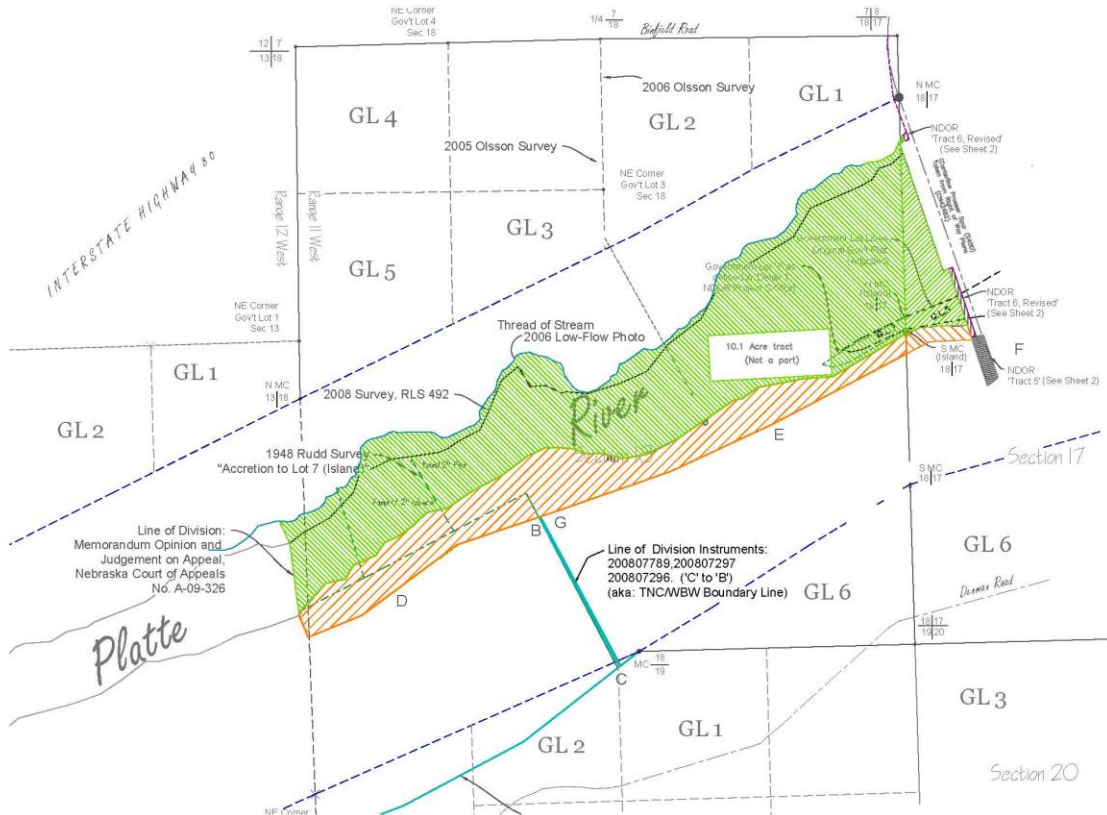 NE Corner
Gov't Lot 4
Sec 18
1/4 7
18
Binfield Road
7 8
18 17
12 7
13 18
2006 Olsson Survey
GL 4
GL 2
GL 1
N MC
18 17
NDOR
'Tract 6, Revised'
(See Sheet 2)
2005 Olsson Survey
INTERSTATE HIGHWAY 80
Range 12 West
Range 11 West
NE Corner
Gov't Lot 3
Sec 18
GL 3
GL 5
NE Corner
Gov't Lot 1
Sec 13
NDOR
'Tract 6, Revised'
(See Sheet 2)
Thread of Stream
2006 Low-Flow Photo
10.1 Acre tract
(Not a part)
S MC
(Island)
18 17
F
NDOR
'Tract 5' (See Sheet 2)
GL 1
N MC
13 18
2008 Survey, RLS 492
River
GL 2
E
1948 Rudd Survey
"Accretion to Lot 7 (Island)"
Section 17
S MC
18 17
Line of Division:
Memorandum Opinion and
Judgement on Appeal,
Nebraska Court of Appeals
No. A-09-326
B G
Line of Division Instruments:
200807789,200807297
200807296. ('C' to 'B')
(aka: TNC/WBW Boundary Line)
GL 6
GL 6
D
Platte
18 17
19 20
MC 18
19
C
GL 2
GL 1
GL 3
Section 20
NE Corner